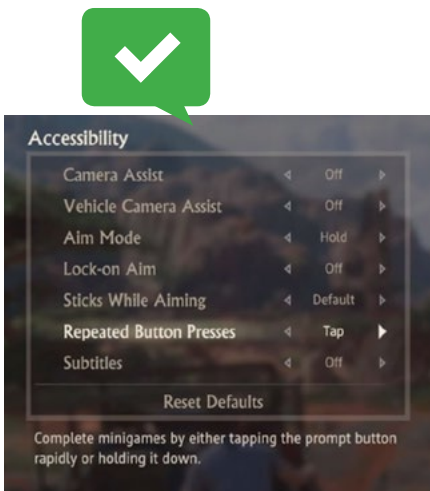 Accessibility
Camera Assist Off
Vehicle Camera Assist Off
Aim Mode Hold
Lock-on Aim Off
Sticks While Aiming Default
Repeated Button Presses Tap
Subtitles Off
Reset Defaults
Complete minigames by either tapping the prompt button
rapidly or holding it down.